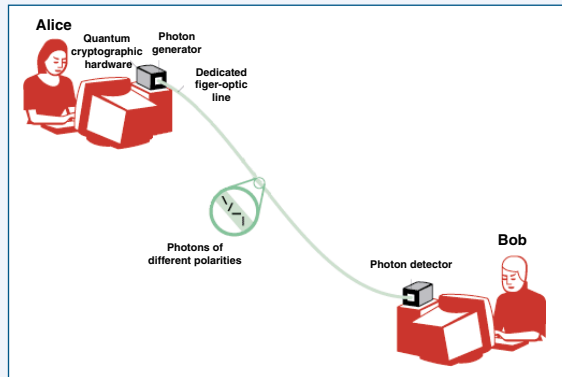 Alice
Quantum
cryptographic
hardware
Photon
generator
Dedicated
figer-optic
line
Photons of
different polarities
Bob
Photon detector